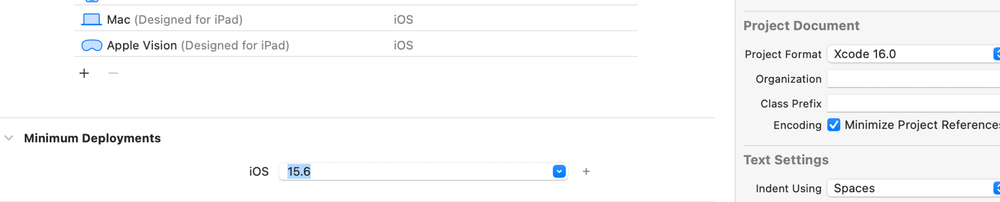 Mac (Designed for iPad) iOS
Apple Vision (Designed for iPad) iOS
Minimum Deployments
iOS 15.6
Project Document
Project Format Xcode 16.0
Organization
Class Prefix
Encoding Minimize Project References
Text Settings
Indent Using Spaces